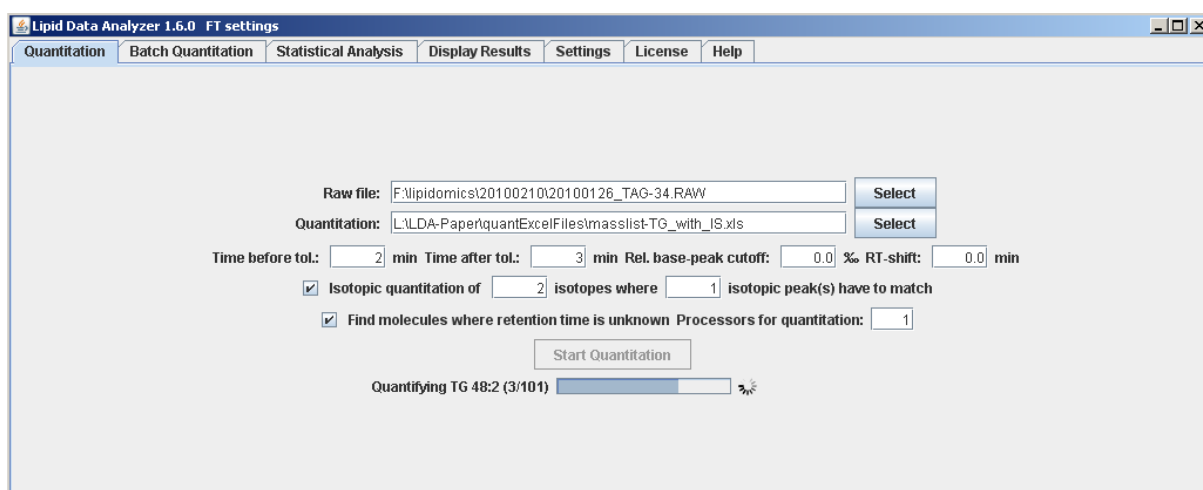 Lipid Data Analyzer 1.6.0 FT settings
Quantitation Batch Quantitation Statistical Analysis Display Results Settings License Help
Raw file: F:\lipidomics\20100210\20100126_TAG-34.RAW Select
Quantitation: L:\LDA-Paper\quantExcelFiles\masslist-TG_with_IS.xls Select
Time before tol.: 2 min Time after tol.: 3 min Rel. base-peak cutoff: 0.0 ‰ RT-shift: 0.0 min
Isotopic quantitation of 2 isotopes where 1 isotopic peak(s) have to match
Find molecules where retention time is unknown Processors for quantitation: 1
Start Quantitation
Quantifying TG 48:2 (3/101)